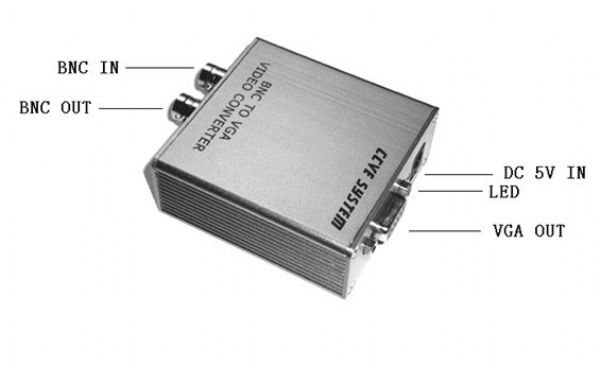 BNC IN
BNC OUT
BNC TO VGA
VIDEO CONVERTER
CCVE SYSTEM
DC 5V IN
LED
VGA OUT